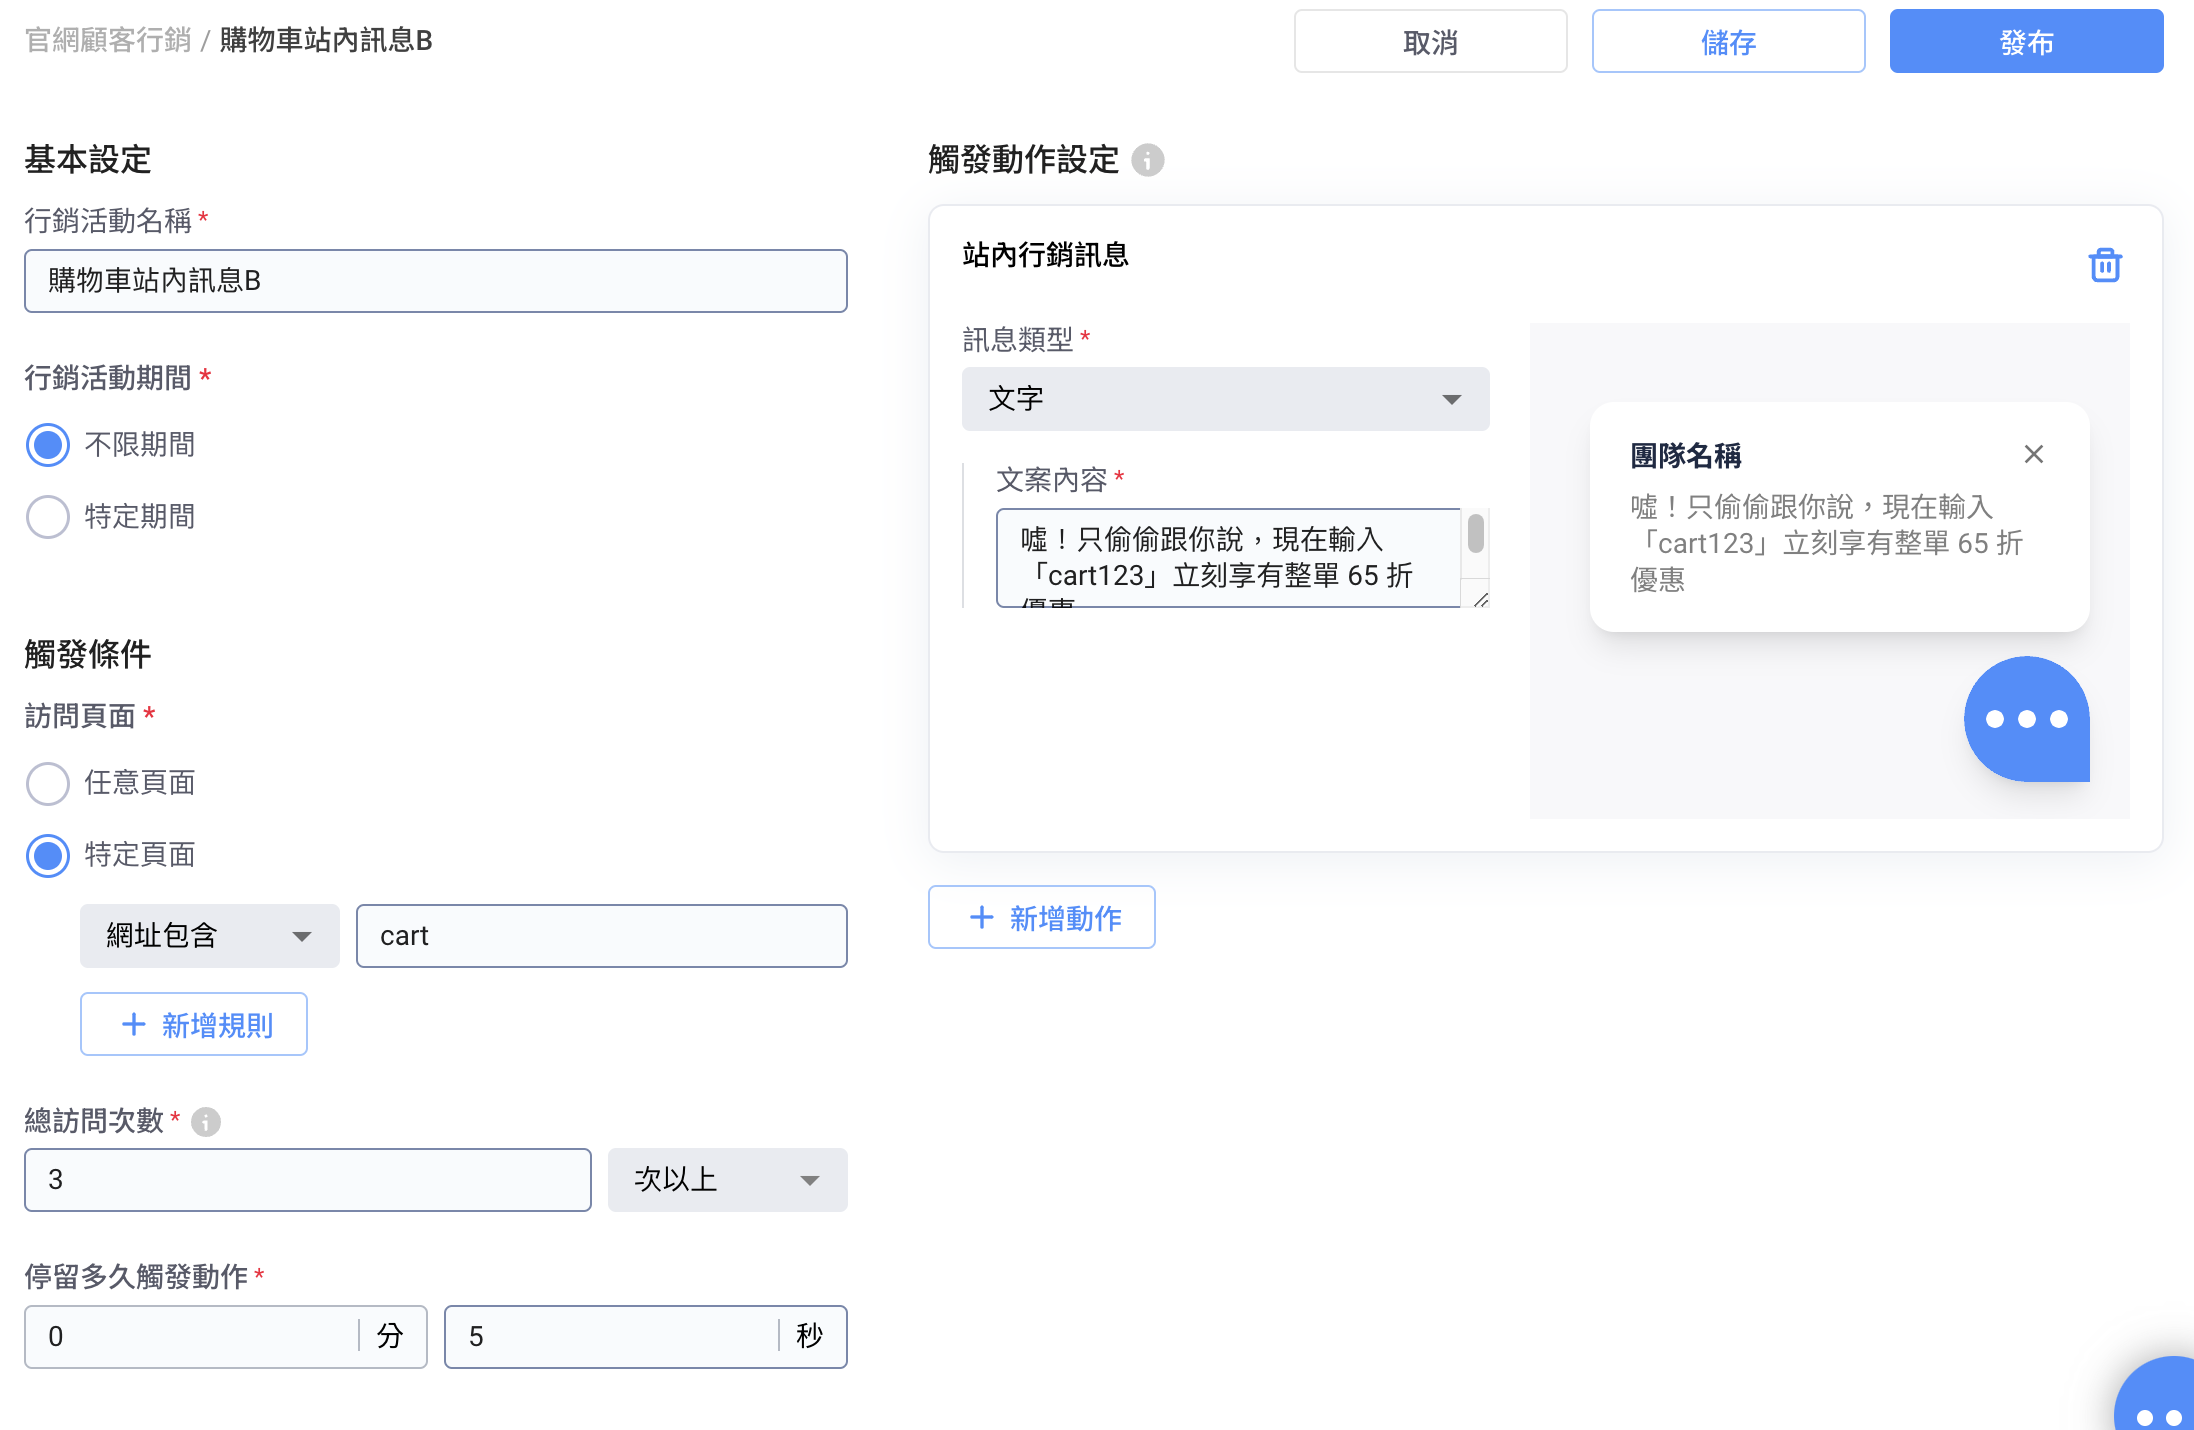 官網顧客行銷 / 購物車站內訊息B
取消
儲存
發布
基本設定
行銷活動名稱 *
購物車站內訊息B
行銷活動期間 *
不限期間
特定期間
觸發條件
訪問頁面 *
任意頁面
特定頁面
網址包含
cart
+ 新增規則
總訪問次數 *
3
次以上
停留多久觸發動作 *
0
分
5
秒
觸發動作設定
站內行銷訊息
訊息類型 *
文字
文案內容 *
噓！只偷偷跟你說，現在輸入
「cart123」立刻享有整單 65 折
優惠
團隊名稱
噓！只偷偷跟你說，現在輸入
「cart123」立刻享有整單 65 折
優惠
+ 新增動作